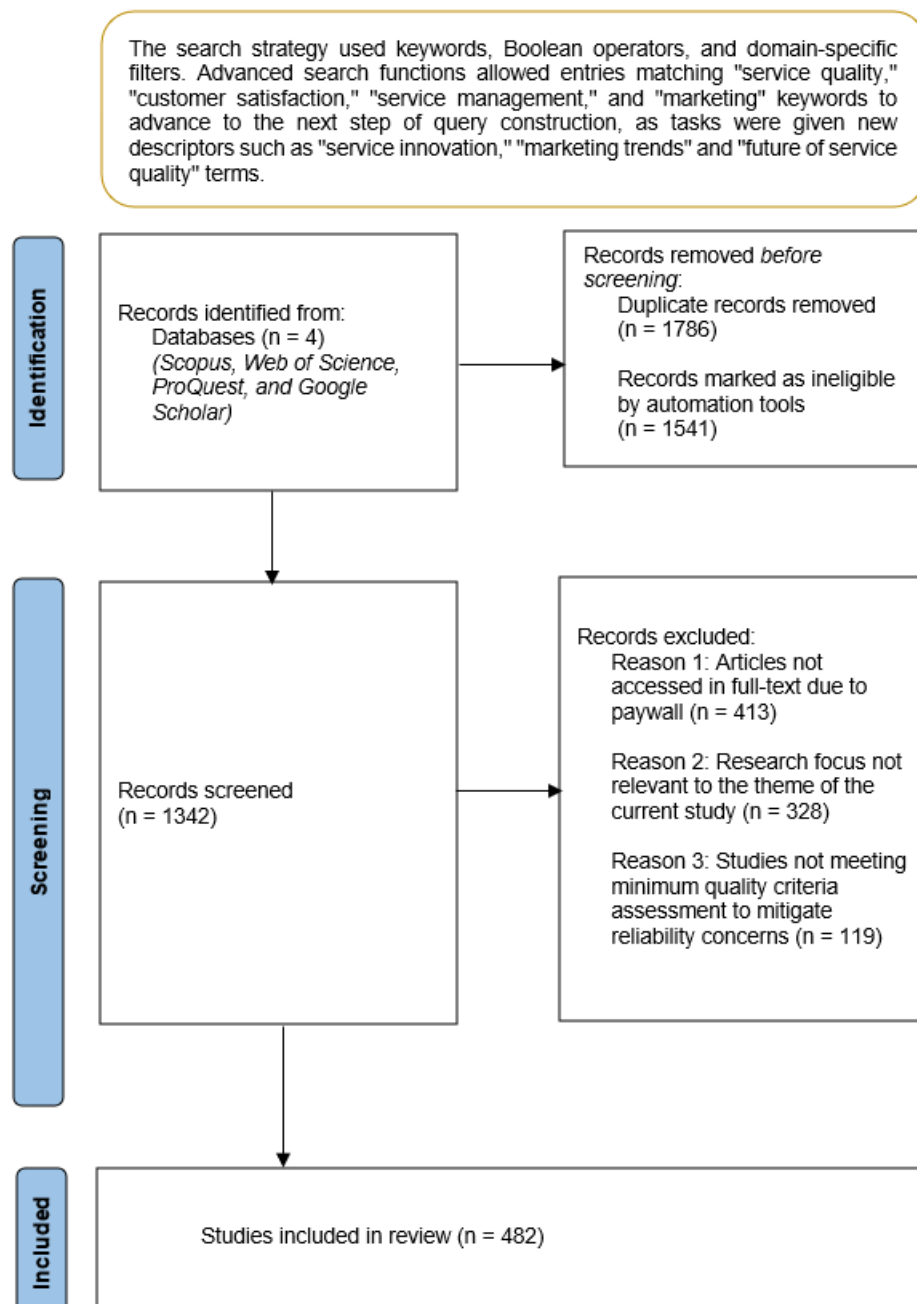 The search strategy used keywords, Boolean operators, and domain-specific
filters. Advanced search functions allowed entries matching "service quality,"
"customer satisfaction," "service management," and "marketing" keywords to
advance to the next step of query construction, as tasks were given new
descriptors such as "service innovation," "marketing trends" and "future of service
quality" terms.
Identification
Records identified from:
Databases (n = 4)
(Scopus, Web of Science,
ProQuest, and Google
Scholar)
Records removed before
screening:
Duplicate records removed
(n = 1786)
Records marked as ineligible
by automation tools
(n = 1541)
Screening
Records screened
(n = 1342)
Records excluded:
Reason 1: Articles not
accessed in full-text due to
paywall (n = 413)
Reason 2: Research focus not
relevant to the theme of the
current study (n = 328)
Reason 3: Studies not meeting
minimum quality criteria
assessment to mitigate
reliability concerns (n = 119)
Included
Studies included in review (n = 482)